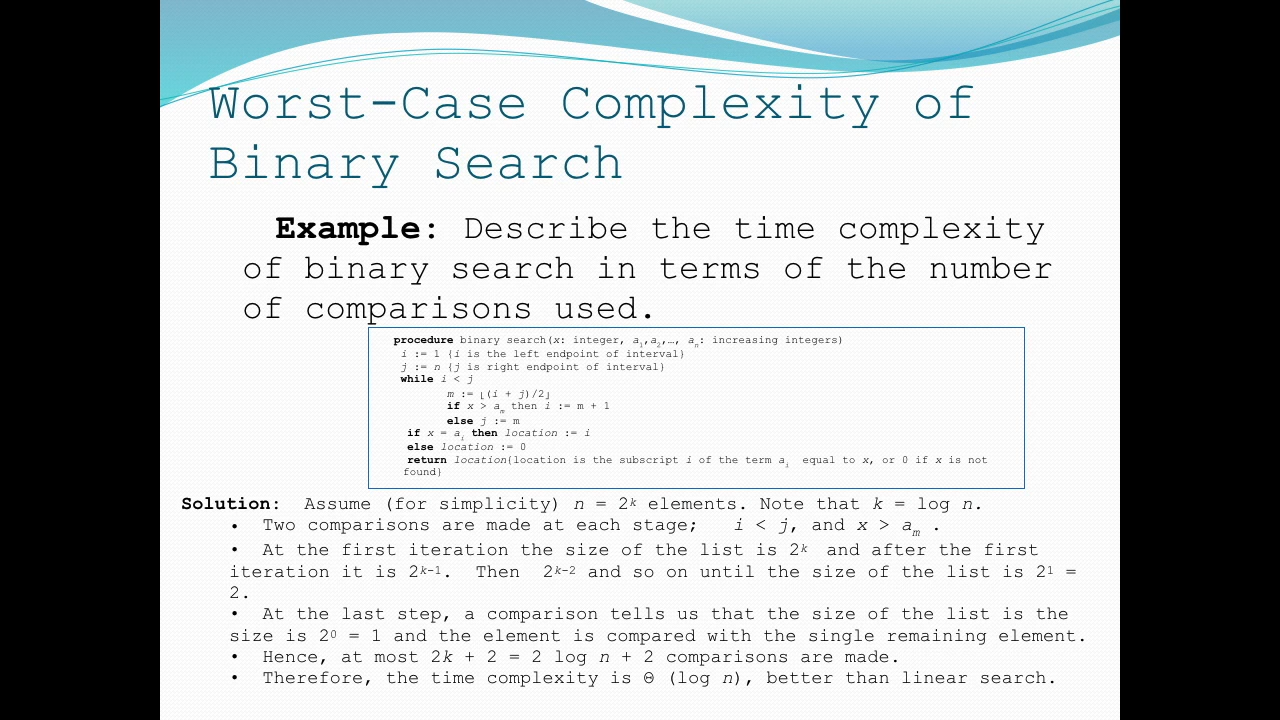 Worst-Case Complexity of
Binary Search
Example: Describe the time complexity
of binary search in terms of the number
of comparisons used.
procedure binary search(x: integer, a₁,a₂,…, aₙ: increasing integers)
i := 1 {i is the left endpoint of interval}
j := n {j is right endpoint of interval}
while i < j
m := ⌊(i + j)/2⌋
if x > aₘ then i := m + 1
else j := m
if x = aᵢ then location := i
else location := 0
return location{location is the subscript i of the term aᵢ equal to x, or 0 if x is not
found}
Solution: Assume (for simplicity) n = 2ᵏ elements. Note that k = log n.
• Two comparisons are made at each stage; i < j, and x > aₘ .
• At the first iteration the size of the list is 2ᵏ and after the first
iteration it is 2ᵏ⁻¹. Then 2ᵏ⁻² and so on until the size of the list is 2¹ =
2.
• At the last step, a comparison tells us that the size of the list is the
size is 2⁰ = 1 and the element is compared with the single remaining element.
• Hence, at most 2k + 2 = 2 log n + 2 comparisons are made.
• Therefore, the time complexity is Θ (log n), better than linear search.